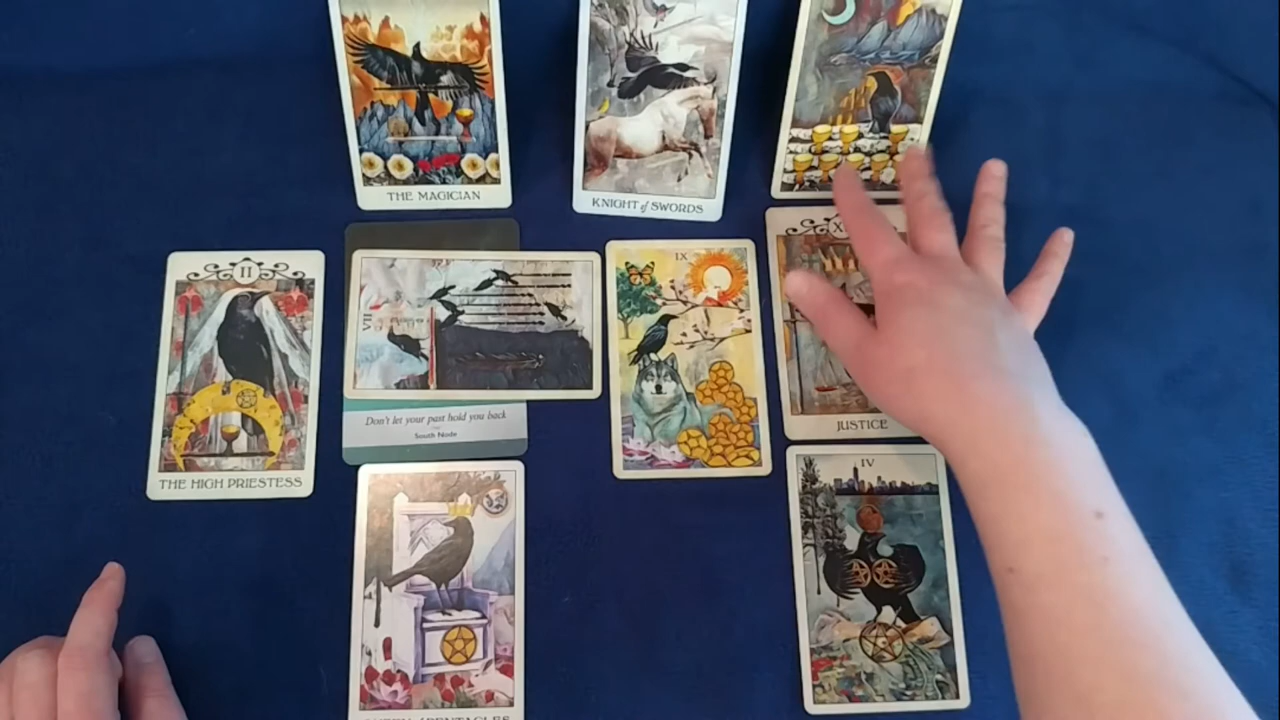 THE MAGICIAN
KNIGHT of SWORDS
II
THE HIGH PRIESTESS
VII
Don't let your past hold you back
South Node
IX
X
JUSTICE
IV